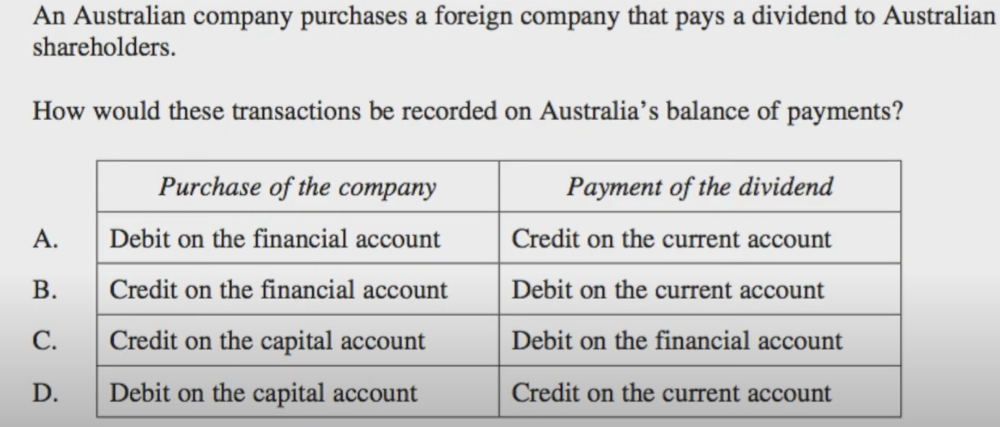 An Australian company purchases a foreign company that pays a dividend to Australian
shareholders.
How would these transactions be recorded on Australia's balance of payments?
Purchase of the company Payment of the dividend
A. Debit on the financial account Credit on the current account
B. Credit on the financial account Debit on the current account
C. Credit on the capital account Debit on the financial account
D. Debit on the capital account Credit on the current account